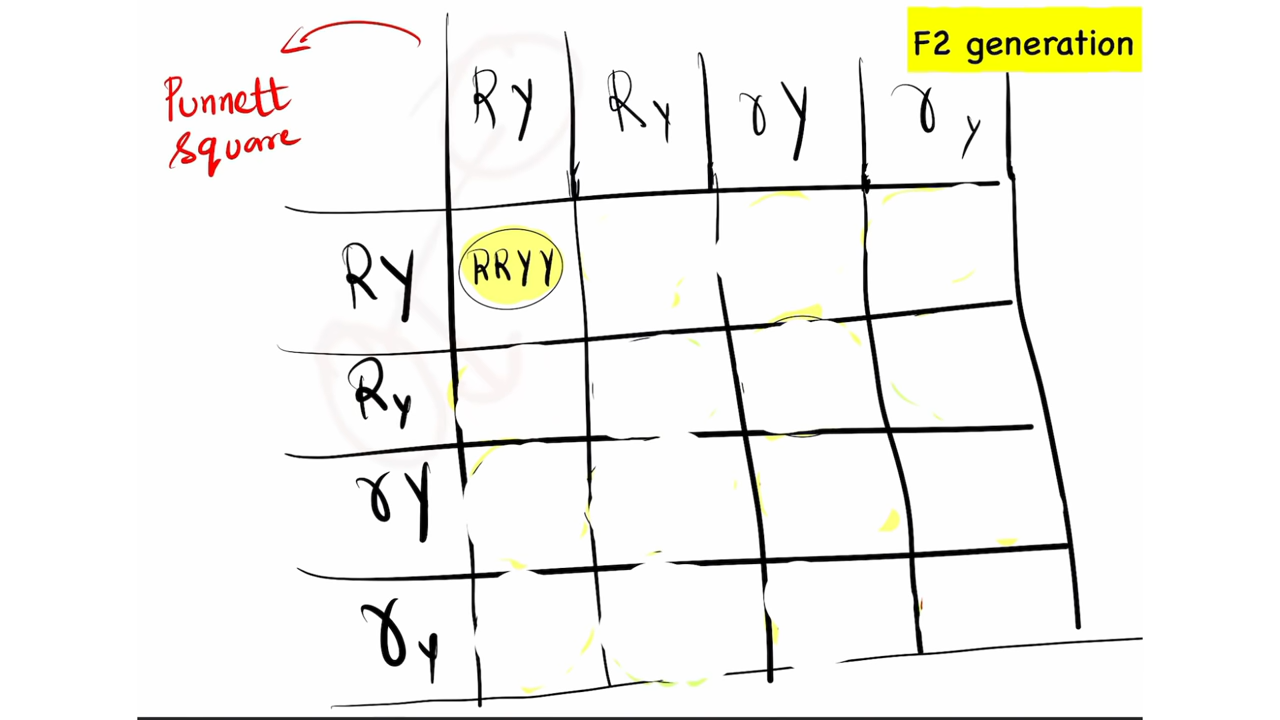 F2 generation
Punnett
Square
RY Ry rY ry
RY RRYY
Ry
rY
ry